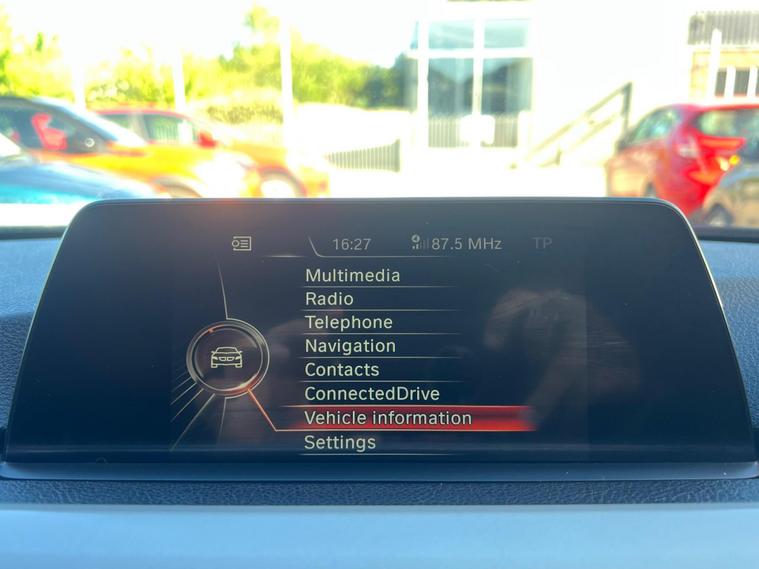 16:27 87.5 MHz TP
Multimedia
Radio
Telephone
Navigation
Contacts
ConnectedDrive
Vehicle information
Settings